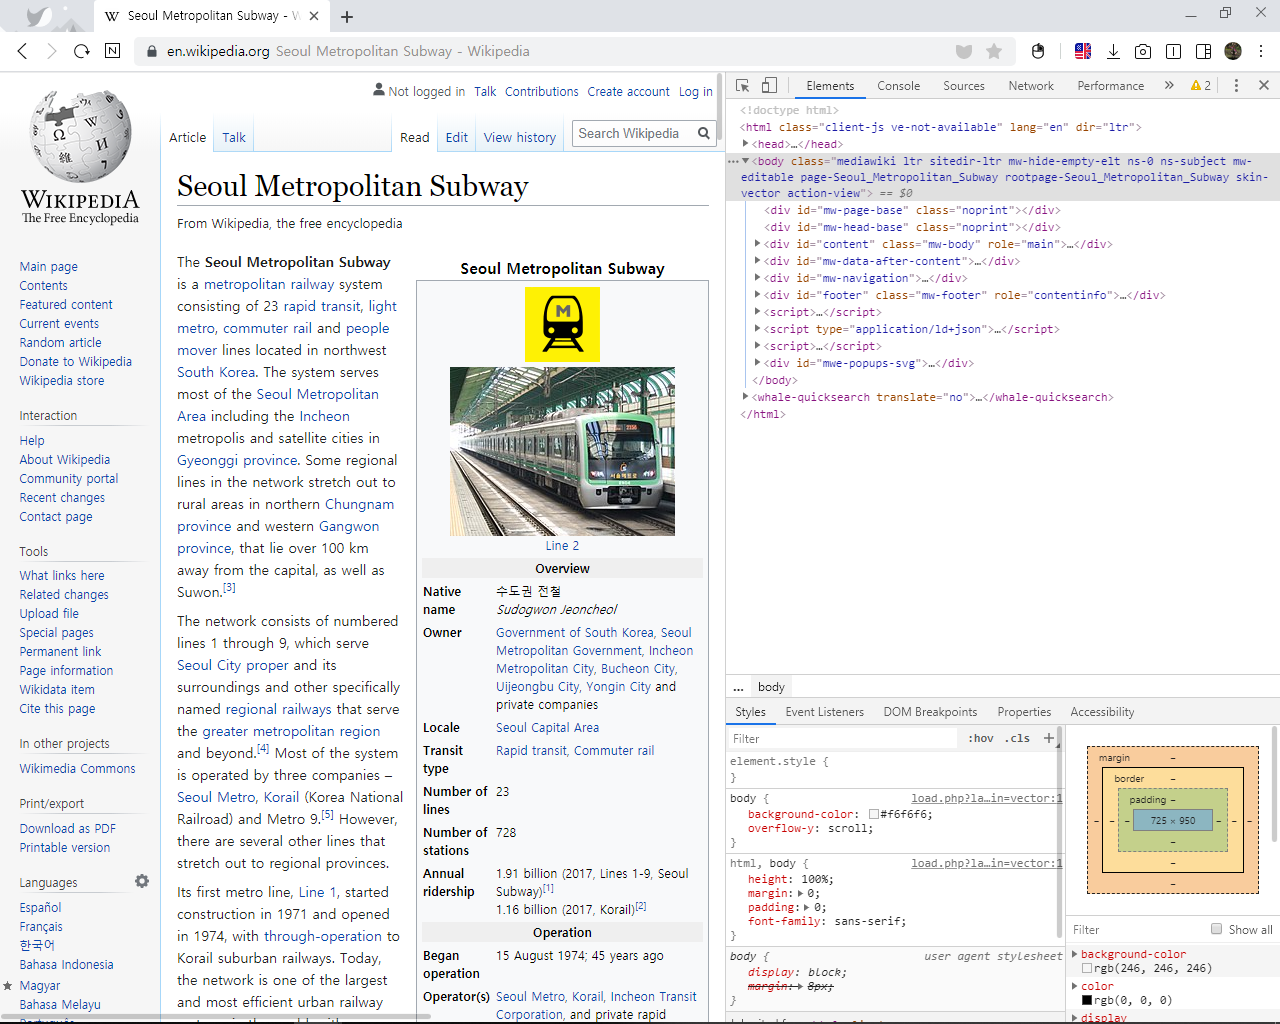 Seoul Metropolitan Subway - W
en.wikipedia.org Seoul Metropolitan Subway - Wikipedia
Not logged in Talk Contributions Create account Log in
Article Talk Read Edit View history Search Wikipedia
WIKIPEDIA
The Free Encyclopedia
Main page
Contents
Featured content
Current events
Random article
Donate to Wikipedia
Wikipedia store
Interaction
Help
About Wikipedia
Community portal
Recent changes
Contact page
Tools
What links here
Related changes
Upload file
Special pages
Permanent link
Page information
Wikidata item
Cite this page
In other projects
Wikimedia Commons
Print/export
Download as PDF
Printable version
Languages
Español
Français
한국어
Bahasa Indonesia
Magyar
Bahasa Melayu
Seoul Metropolitan Subway
From Wikipedia, the free encyclopedia
The Seoul Metropolitan Subway
is a metropolitan railway system
consisting of 23 rapid transit, light
metro, commuter rail and people
mover lines located in northwest
South Korea. The system serves
most of the Seoul Metropolitan
Area including the Incheon
metropolis and satellite cities in
Gyeonggi province. Some regional
lines in the network stretch out to
rural areas in northern Chungnam
province and western Gangwon
province, that lie over 100 km
away from the capital, as well as
Suwon.[3]
The network consists of numbered
lines 1 through 9, which serve
Seoul City proper and its
surroundings and other specifically
named regional railways that serve
the greater metropolitan region
and beyond.[4] Most of the system
is operated by three companies –
Seoul Metro, Korail (Korea National
Railroad) and Metro 9.[5] However,
there are several other lines that
stretch out to regional provinces.
Its first metro line, Line 1, started
construction in 1971 and opened
in 1974, with through-operation to
Korail suburban railways. Today,
the network is one of the largest
and most efficient urban railway
Seoul Metropolitan Subway
M
Line 2
Overview
Native name 수도권 전철
Sudogwon Jeoncheol
Owner Government of South Korea, Seoul
Metropolitan Government, Incheon
Metropolitan City, Bucheon City,
Uijeongbu City, Yongin City and
private companies
Locale Seoul Capital Area
Transit type Rapid transit, Commuter rail
Number of lines 23
Number of stations 728
Annual ridership 1.91 billion (2017, Lines 1-9, Seoul
Subway)[1]
1.16 billion (2017, Korail)[2]
Operation
Began operation 15 August 1974; 45 years ago
Operator(s) Seoul Metro, Korail, Incheon Transit
Corporation, and private rapid
Elements Console Sources Network Performance » 2
<!doctype html>
<html class="client-js ve-not-available" lang="en" dir="ltr">
<head>…</head>
<body class="mediawiki ltr sitedir-ltr mw-hide-empty-elt ns-0 ns-subject mw-
editable page-Seoul_Metropolitan_Subway rootpage-Seoul_Metropolitan_Subway skin-
vector action-view"> == $0
<div id="mw-page-base" class="noprint"></div>
<div id="mw-head-base" class="noprint"></div>
<div id="content" class="mw-body" role="main">…</div>
<div id="mw-data-after-content">…</div>
<div id="mw-navigation">…</div>
<div id="footer" class="mw-footer" role="contentinfo">…</div>
<script>…</script>
<script type="application/ld+json">…</script>
<script>…</script>
<div id="mwe-popups-svg">…</div>
</body>
<whale-quicksearch translate="no">…</whale-quicksearch>
</html>
... body
Styles Event Listeners DOM Breakpoints Properties Accessibility
Filter :hov .cls +
element.style {
}
body { load.php?la…in=vector:1
background-color: #f6f6f6;
overflow-y: scroll;
}
html, body { load.php?la…in=vector:1
height: 100%;
margin: 0;
padding: 0;
font-family: sans-serif;
}
body { user agent stylesheet
display: block;
margin: 8px;
}
margin –
border –
padding –
725 × 950
Filter Show all
background-color
rgb(246, 246, 246)
color
rgb(0, 0, 0)
display